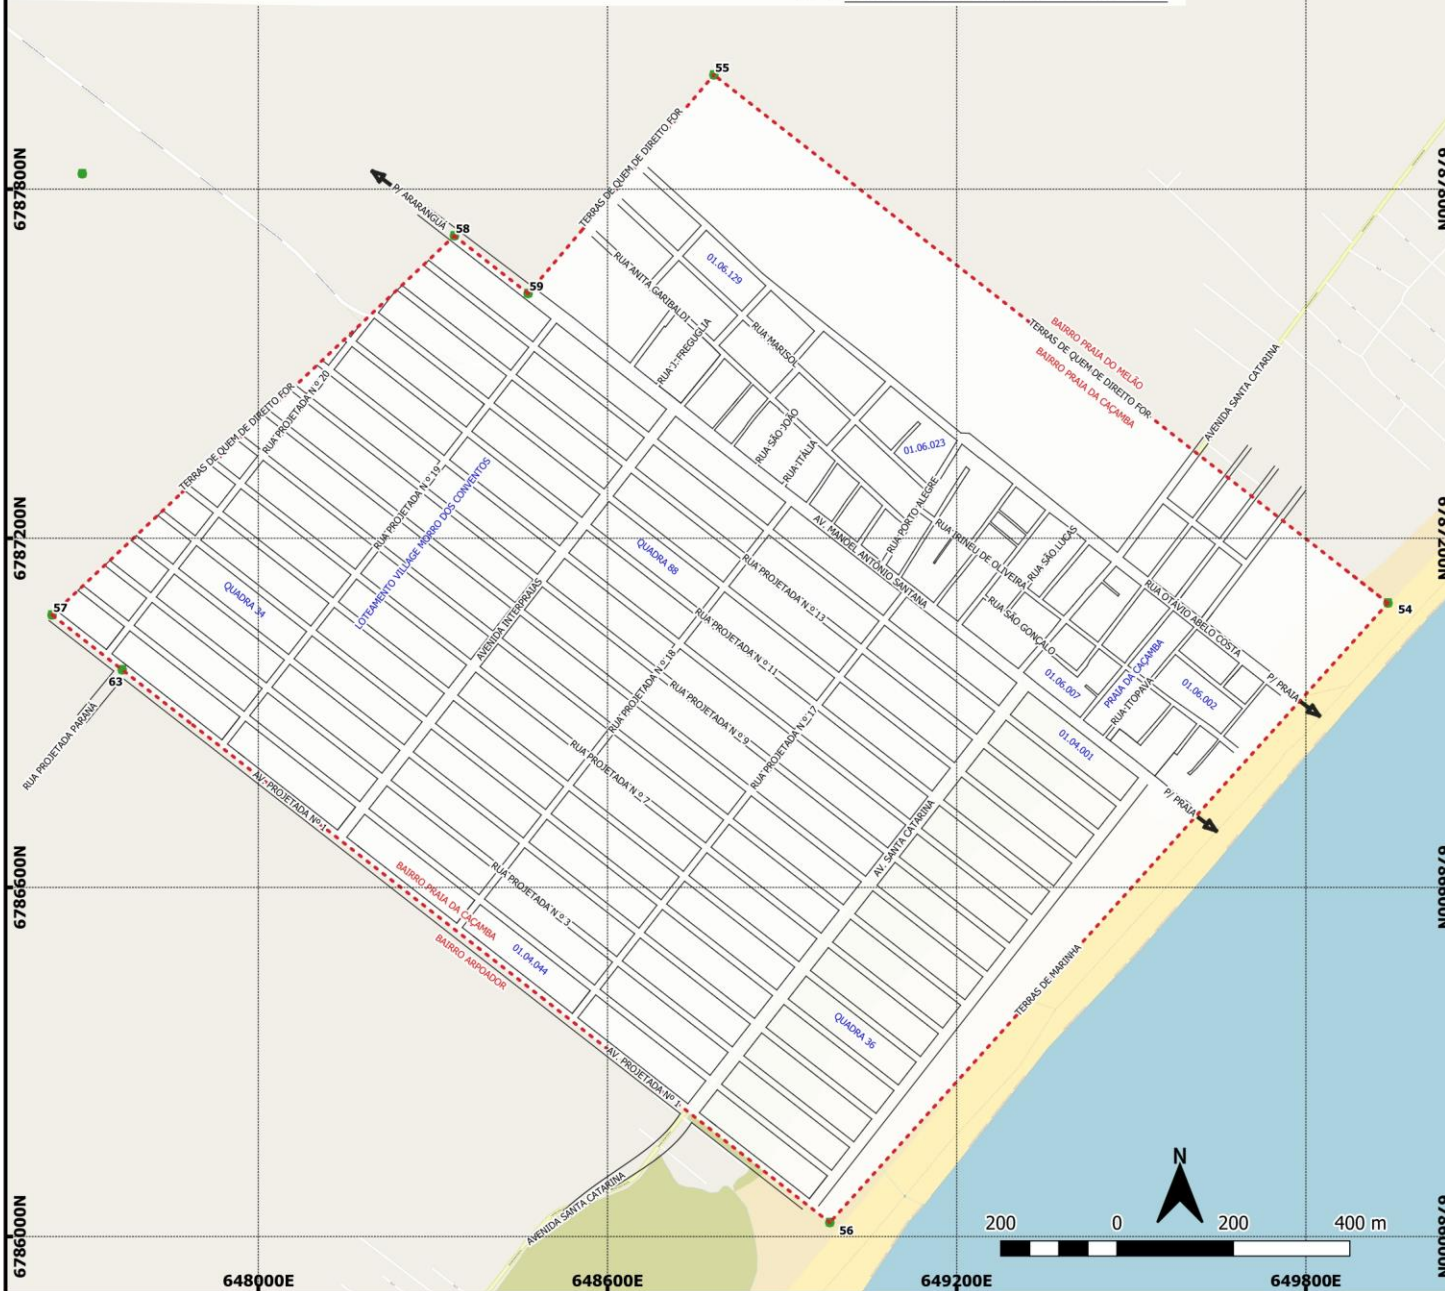 55
6787800N
6787800N
P/ ARARANGUÁ
58
TERRAS DE QUEM DE DIREITO FOR
59
01.06.129
RUA ANITA GARIBALDI
RUA J. FREGUGLIA
RUA MARISOL
BAIRRO PRAIA DO MELÃO
TERRAS DE QUEM DE DIREITO FOR
BAIRRO PRAIA DA CAÇAMBA
AVENIDA SANTA CATARINA
TERRAS DE QUEM DE DIREITO FOR
RUA PROJETADA Nº 20
RUA SÃO JOÃO
RUA ITÁLIA
01.06.023
RUA PROJETADA Nº 19
LOTEAMENTO VILLAGE MORRO DOS CONVENTOS
RUA PORTO ALEGRE
6787200N
6787200N
QUADRA 88
AV. MANOEL ANTÔNIO SANTANA
RUA IRINEU DE OLIVEIRA
RUA SÃO LUCAS
57
QUADRA 34
AVENIDA INTERPRAIAS
RUA PROJETADA Nº 13
RUA SÃO GONÇALO
RUA OTÁVIO ABELO COSTA
54
63
RUA PROJETADA Nº 11
RUA PROJETADA Nº 18
01.06.007
PRAIA DA CAÇAMBA
RUA ITOPAVA
01.06.002
P/ PRAIA
RUA PROJETADA PARANÁ
RUA PROJETADA Nº 9
RUA PROJETADA Nº 17
01.04.001
AV. PROJETADA Nº 1
RUA PROJETADA Nº 7
P/ PRAIA
AV. SANTA CATARINA
6786600N
6786600N
BAIRRO PRAIA DA CAÇAMBA
BAIRRO ARPOADOR
RUA PROJETADA Nº 3
01.04.044
TERRAS DE MARINHA
QUADRA 36
AV. PROJETADA Nº 1
AVENIDA SANTA CATARINA
56
N
200 0 200 400 m
6786000N
6786000N
648000E 648600E 649200E 649800E